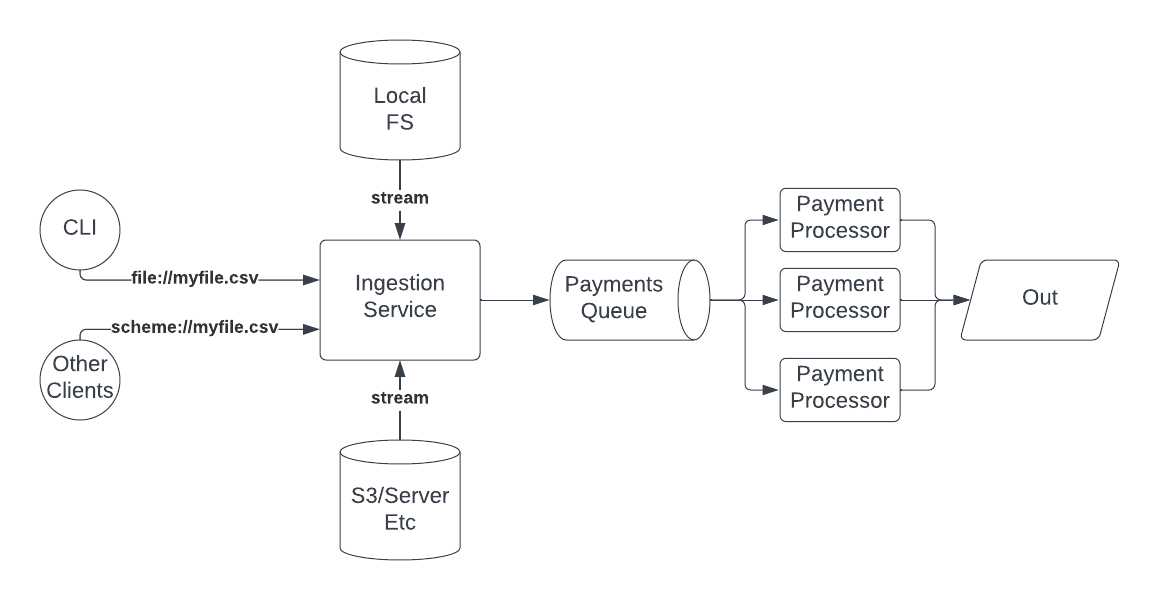 Local
FS
stream
CLI
file://myfile.csv
scheme://myfile.csv
Other
Clients
Ingestion
Service
stream
S3/Server
Etc
Payments
Queue
Payment
Processor
Payment
Processor
Payment
Processor
Out